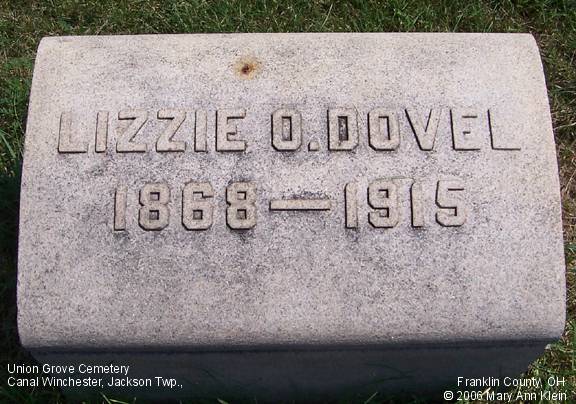 LIZZIE O. DOVEL
1868 — 1915
Union Grove Cemetery
Canal Winchester, Jackson Twp.,
Franklin County, OH
© 2006 Mary Ann Klein